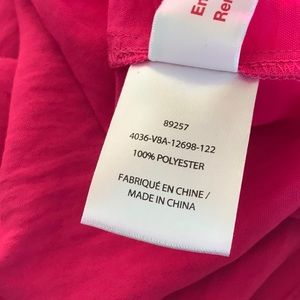 89257
4036-V8A-12698-122
100% POLYESTER
FABRIQUÉ EN CHINE /
MADE IN CHINA